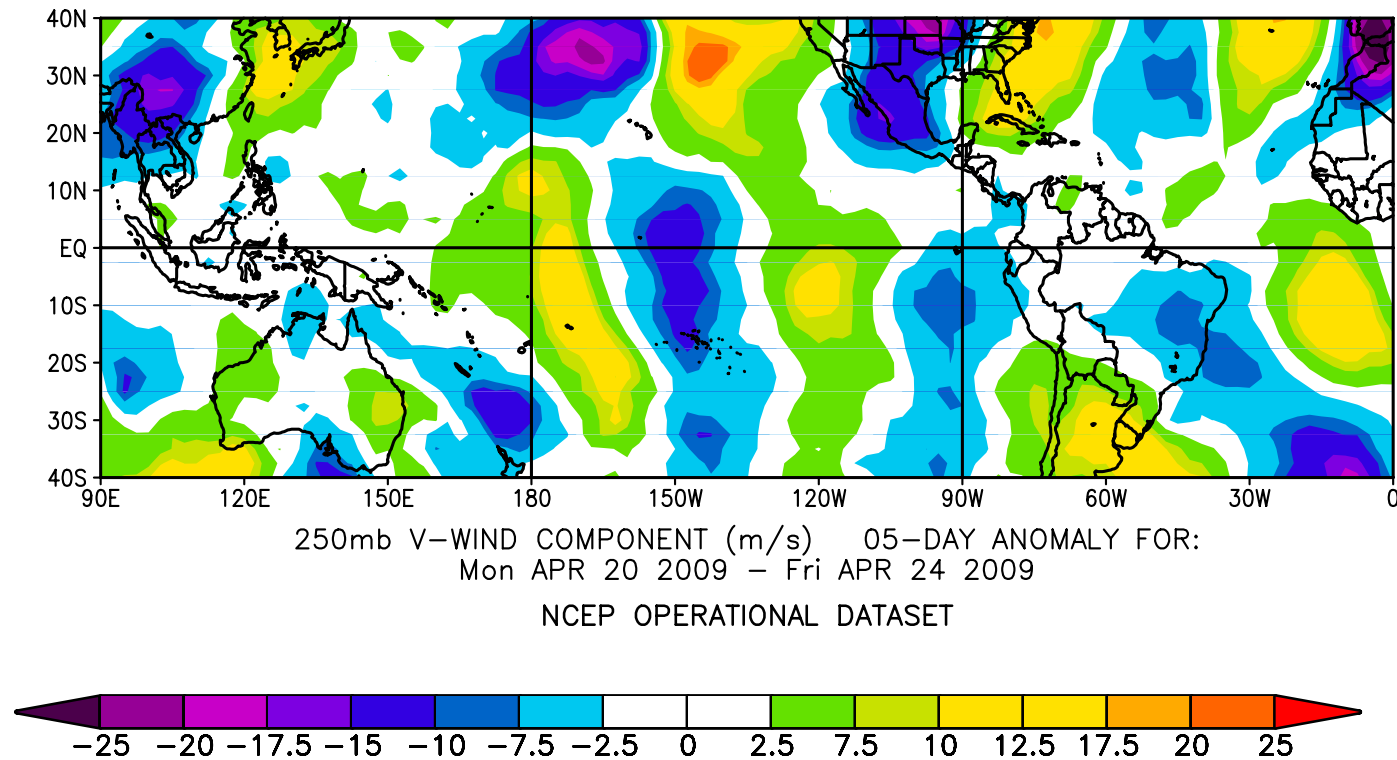 40N
30N
20N
10N
EQ
10S
20S
30S
40S
90E 120E 150E 180 150W 120W 90W 60W 30W 0
250mb V−WIND COMPONENT (m/s) 05−DAY ANOMALY FOR:
Mon APR 20 2009 − Fri APR 24 2009
NCEP OPERATIONAL DATASET
−25 −20 −17.5 −15 −10 −7.5 −2.5 0 2.5 7.5 10 12.5 17.5 20 25